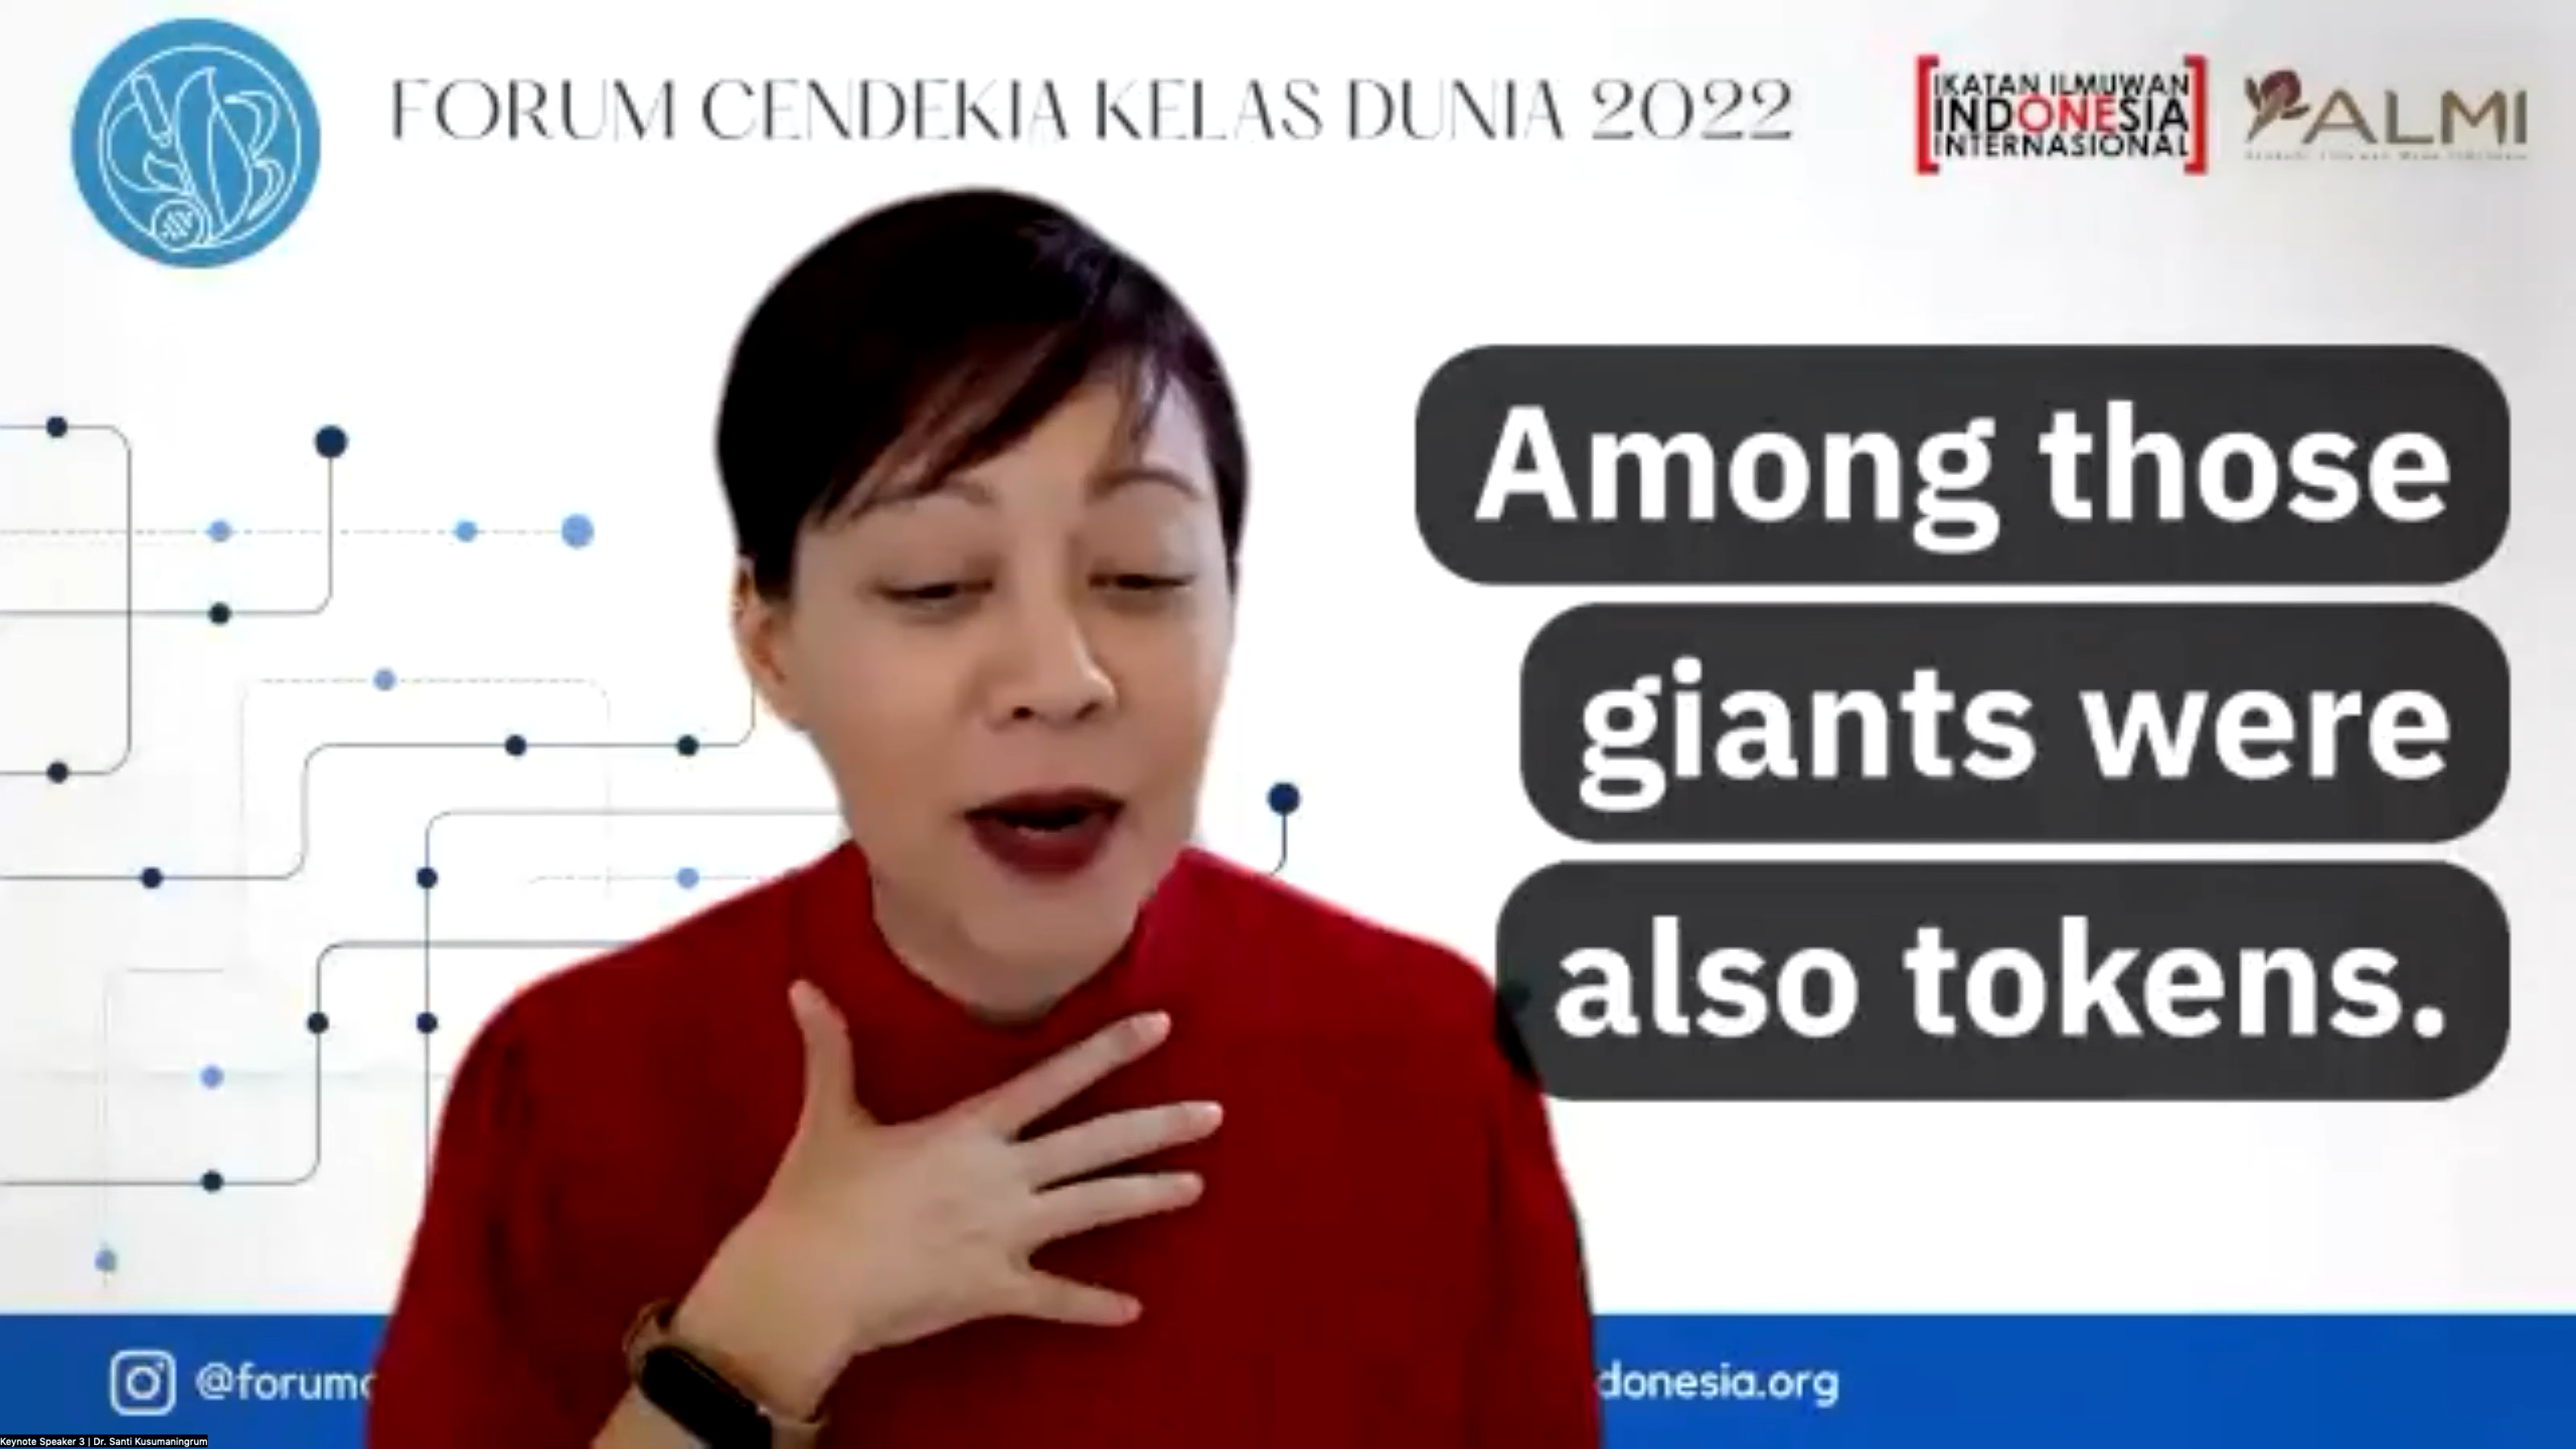 FORUM CENDEKIA KELAS DUNIA 2022
IKATAN ILMUWAN
INDONESIA
INTERNASIONAL
ALMI
Among those
giants were
also tokens.
@forumc
donesia.org
Keynote Speaker 3 | Dr. Santi Kusumaningrum